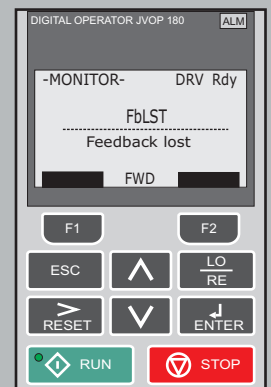 DIGITAL OPERATOR JVOP 180 ALM
-MONITOR- DRV Rdy
FbLST
Feedback lost
FWD
F1 F2
ESC LO
RE
RESET ENTER
RUN STOP